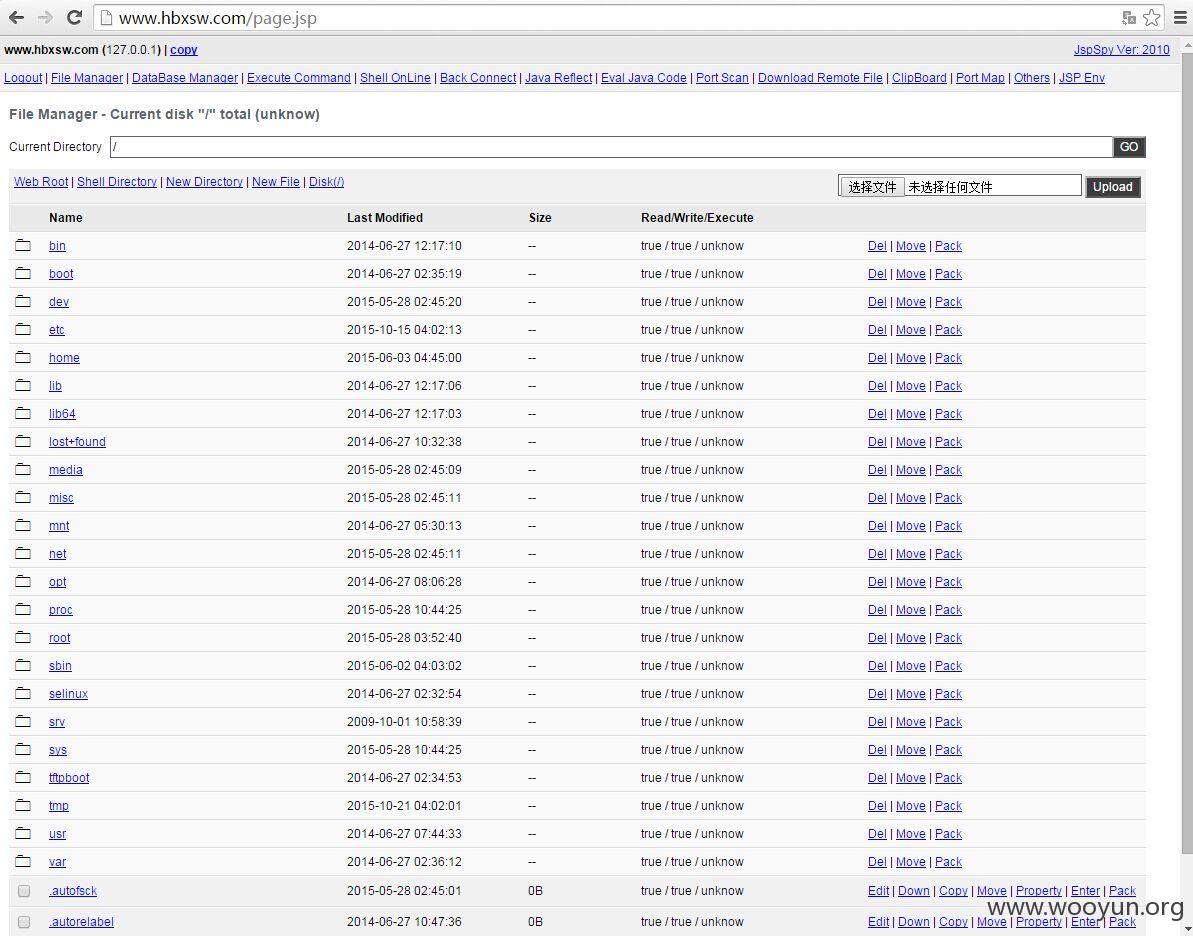 www.hbxsw.com/page.jsp
www.hbxsw.com (127.0.0.1) | copy JspSpy Ver: 2010
Logout | File Manager | DataBase Manager | Execute Command | Shell OnLine | Back Connect | Java Reflect | Eval Java Code | Port Scan | Download Remote File | ClipBoard | Port Map | Others | JSP Env
File Manager - Current disk "/" total (unknow)
Current Directory / GO
Web Root | Shell Directory | New Directory | New File | Disk(/) 选择文件 未选择任何文件 Upload
Name Last Modified Size Read/Write/Execute
bin 2014-06-27 12:17:10 -- true / true / unknow Del | Move | Pack
boot 2014-06-27 02:35:19 -- true / true / unknow Del | Move | Pack
dev 2015-05-28 02:45:20 -- true / true / unknow Del | Move | Pack
etc 2015-10-15 04:02:13 -- true / true / unknow Del | Move | Pack
home 2015-06-03 04:45:00 -- true / true / unknow Del | Move | Pack
lib 2014-06-27 12:17:06 -- true / true / unknow Del | Move | Pack
lib64 2014-06-27 12:17:03 -- true / true / unknow Del | Move | Pack
lost+found 2014-06-27 10:32:38 -- true / true / unknow Del | Move | Pack
media 2015-05-28 02:45:09 -- true / true / unknow Del | Move | Pack
misc 2015-05-28 02:45:11 -- true / true / unknow Del | Move | Pack
mnt 2014-06-27 05:30:13 -- true / true / unknow Del | Move | Pack
net 2015-05-28 02:45:11 -- true / true / unknow Del | Move | Pack
opt 2014-06-27 08:06:28 -- true / true / unknow Del | Move | Pack
proc 2015-05-28 10:44:25 -- true / true / unknow Del | Move | Pack
root 2015-05-28 03:52:40 -- true / true / unknow Del | Move | Pack
sbin 2015-06-02 04:03:02 -- true / true / unknow Del | Move | Pack
selinux 2014-06-27 02:32:54 -- true / true / unknow Del | Move | Pack
srv 2009-10-01 10:58:39 -- true / true / unknow Del | Move | Pack
sys 2015-05-28 10:44:25 -- true / true / unknow Del | Move | Pack
tftpboot 2014-06-27 02:34:53 -- true / true / unknow Del | Move | Pack
tmp 2015-10-21 04:02:01 -- true / true / unknow Del | Move | Pack
usr 2014-06-27 07:44:33 -- true / true / unknow Del | Move | Pack
var 2014-06-27 02:36:12 -- true / true / unknow Del | Move | Pack
.autofsck 2015-05-28 02:45:01 0B true / true / unknow Edit | Down | Copy | Move | Property | Enter | Pack
www.wooyun.org
.autorelabel 2014-06-27 10:47:36 0B true / true / unknow Edit | Down | Copy | Move | Property | Enter | Pack